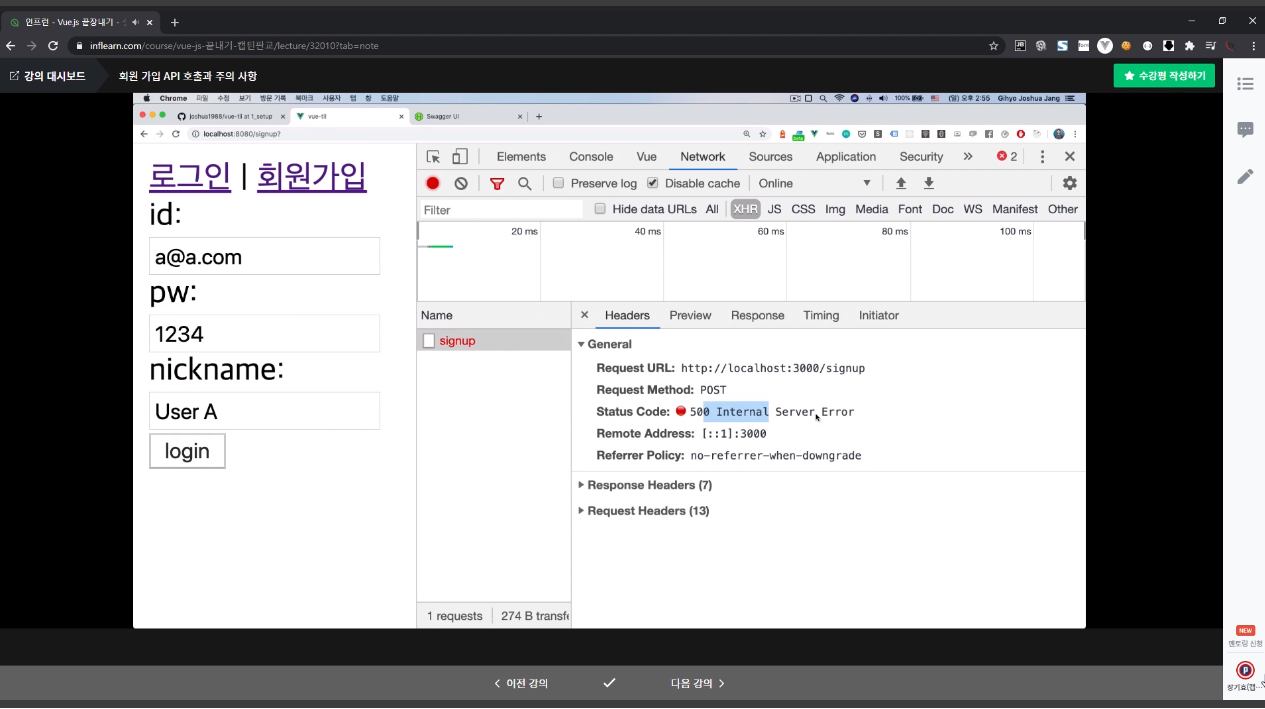 인프런 - Vue.js 끝장내기 -
inflearn.com/course/vue-js-끝내기-캡틴판교/lecture/32010?tab=note
강의 대시보드
회원 가입 API 호출과 주의 사항
수강평 작성하기
Chrome 파일 수정 보기 방문 기록 북마크 사용자 탭 창 도움말
100% (일) 오후 2:55 Gihyo Joshua Jang
joshua1988/vue-til at 1_setup
vue-til
Swagger UI
localhost:8080/signup?
로그인 | 회원가입
id:
a@a.com
pw:
1234
nickname:
User A
login
Elements Console Vue Network Sources Application Security » 2
Preserve log Disable cache Online
Filter Hide data URLs All XHR JS CSS Img Media Font Doc WS Manifest Other
20 ms 40 ms 60 ms 80 ms 100 ms
Name
signup
Headers Preview Response Timing Initiator
General
Request URL: http://localhost:3000/signup
Request Method: POST
Status Code: 500 Internal Server Error
Remote Address: [::1]:3000
Referrer Policy: no-referrer-when-downgrade
Response Headers (7)
Request Headers (13)
1 requests 274 B transfe
NEW
멘토링 신청
이전 강의
다음 강의
장기효(캡...